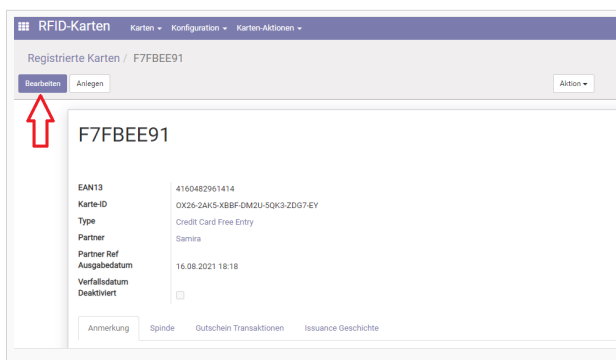 RFID-Karten Karten Konfiguration Karten-Aktionen
Registrierte Karten / F7FBEE91
Bearbeiten Anlegen Aktion
F7FBEE91
EAN13 4160482961414
Karte-ID OX26-2AK5-XBBF-DM2U-5QK3-ZDG7-EY
Type Credit Card Free Entry
Partner Samira
Partner Ref
Ausgabedatum 16.08.2021 18:18
Verfallsdatum
Deaktiviert
Anmerkung Spinde Gutschein Transaktionen Issuance Geschichte